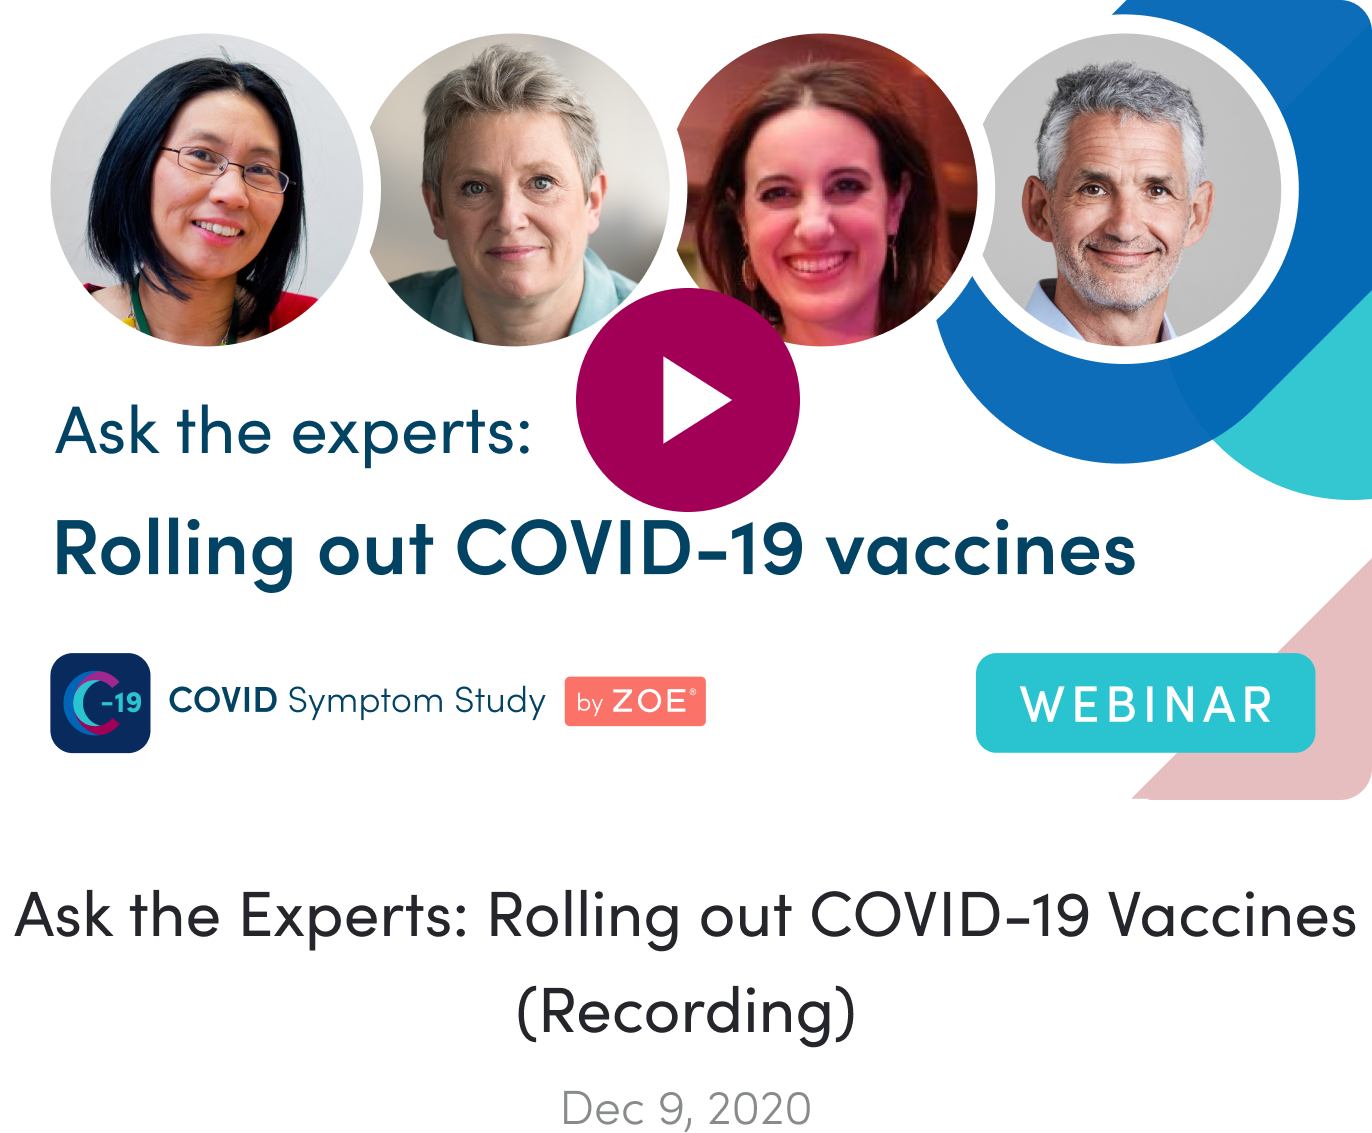 Ask the experts:
Rolling out COVID-19 vaccines
C-19 COVID Symptom Study by ZOE®
WEBINAR
Ask the Experts: Rolling out COVID-19 Vaccines
(Recording)
Dec 9, 2020